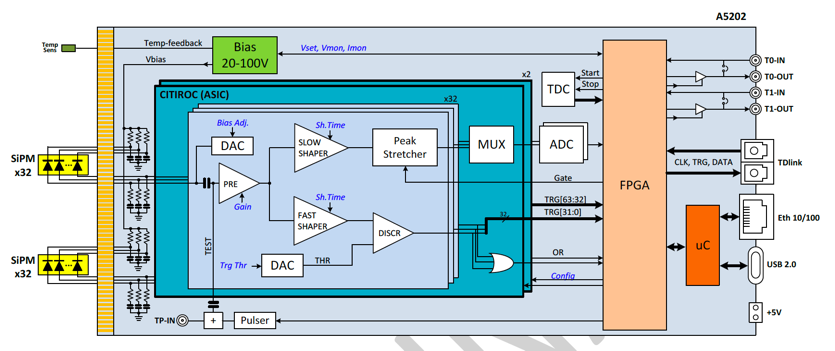 A5202
Temp
Sens
Temp-feedback
Bias
20-100V
Vset, Vmon, Imon
Vbias
T0-IN
T0-OUT
T1-IN
T1-OUT
CITIROC (ASIC)
x2
x32
TDC
Start
Stop
Bias Adj.
DAC
SLOW
SHAPER
Sh.Time
Peak
Stretcher
MUX
ADC
FPGA
CLK, TRG, DATA
TDlink
SiPM
x32
PRE
Gain
Gate
Sh.Time
FAST
SHAPER
DISCR
32
TRG[63:32]
TRG[31:0]
uC
Eth 10/100
TEST
SiPM
x32
Trg Thr
DAC
THR
OR
Config
USB 2.0
TP-IN
+
Pulser
+5V